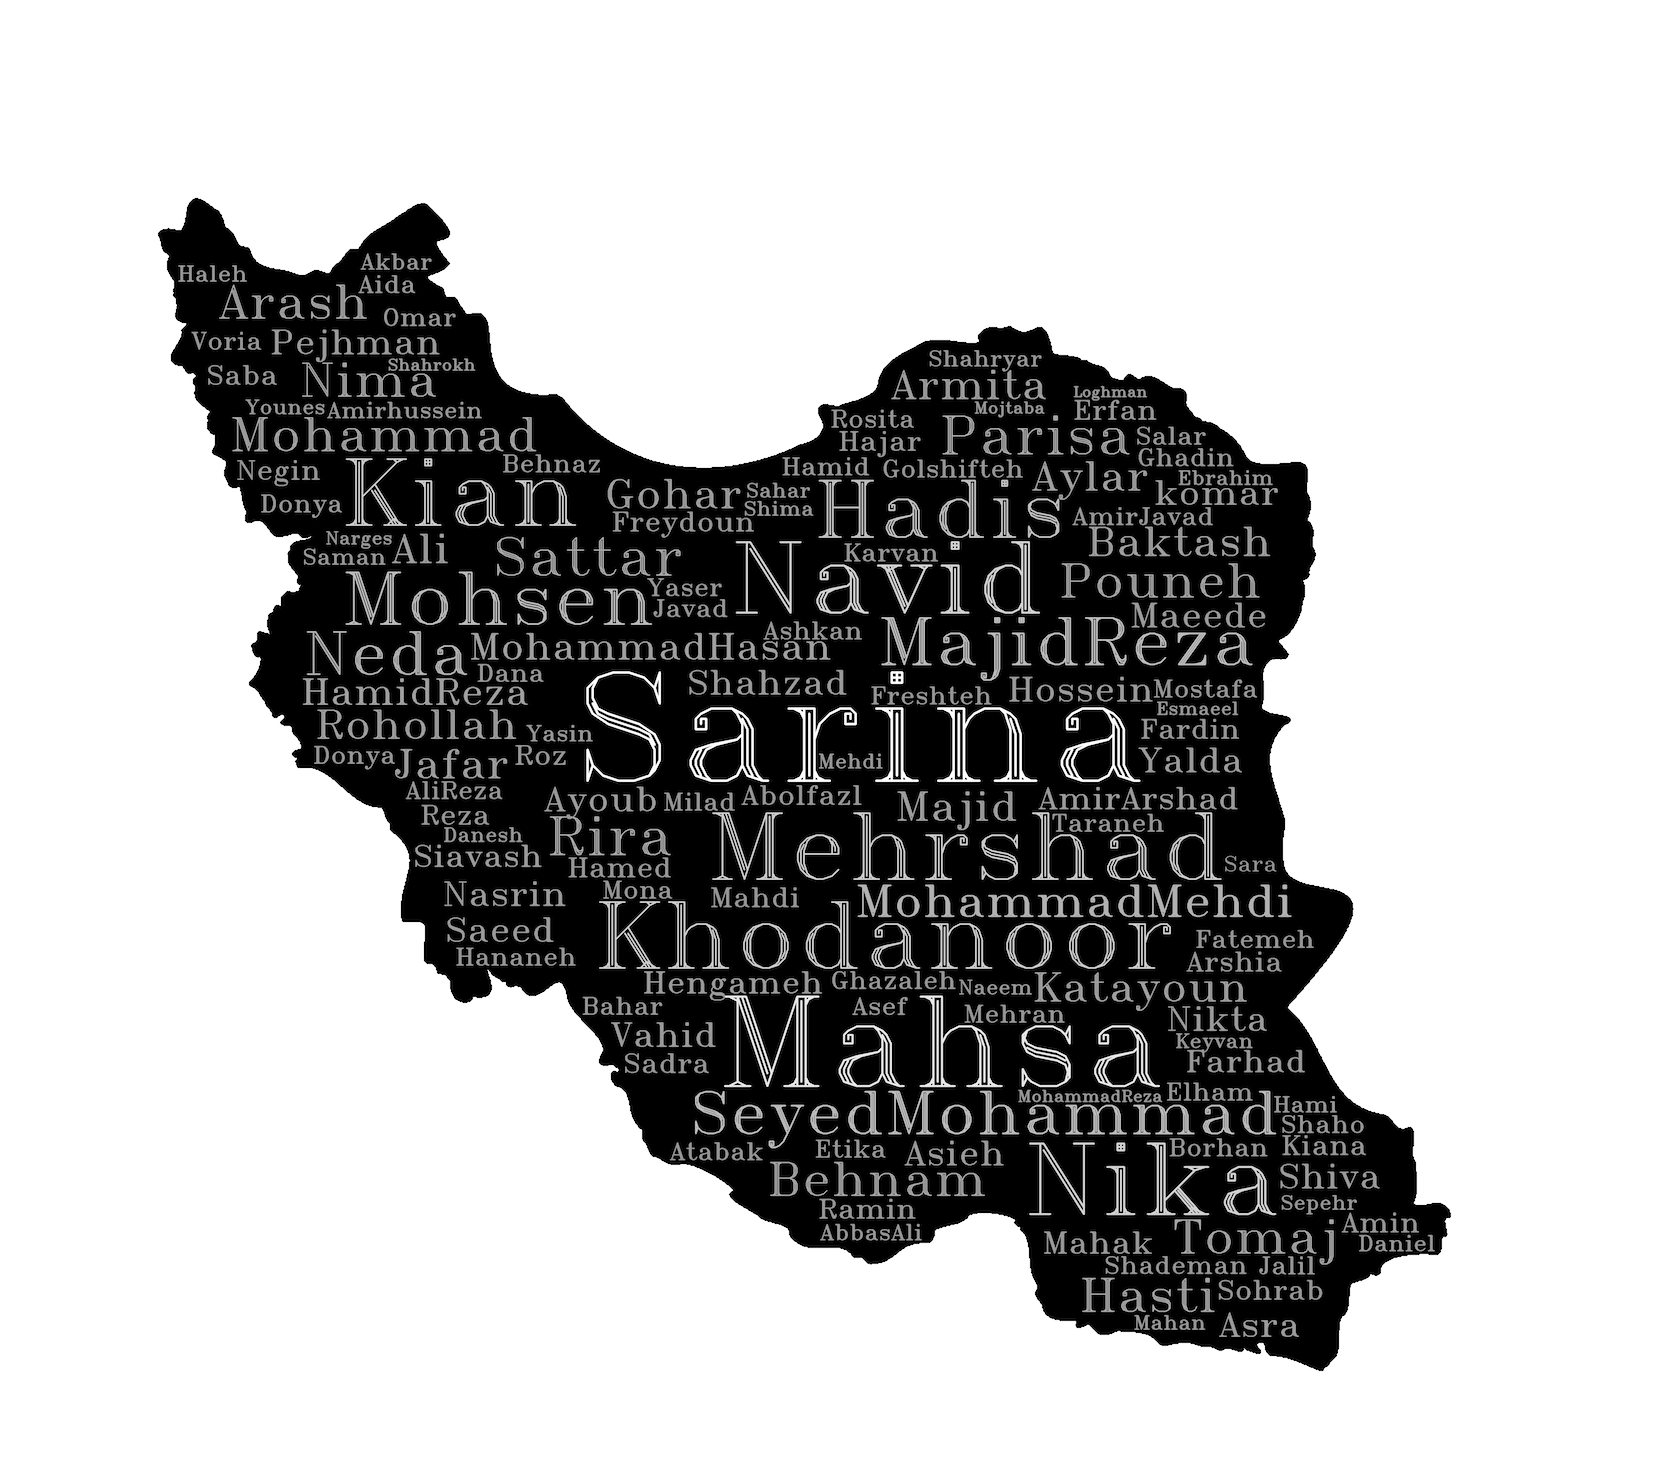 Haleh
Akbar
Aida
Arash
Omar
Voria
Pejhman
Shahrokh
Saba
Nima
Younes
Amirhussein
Mohammad
Shahryar
Armita
Loghman
Mojtaba
Erfan
Rosita
Hajar
Parisa
Salar
Ghadin
Negin
Kian
Behnaz
Hamid
Golshifteh
Aylar
Ebrahim
komar
Donya
Gohar
Sahar
Shima
Freydoun
Hadis
AmirJavad
Narges
Saman
Ali
Sattar
Navid
Karvan
Baktash
Mohsen
Yaser
Javad
Pouneh
Maeede
Ashkan
MajidReza
Neda
MohammadHasan
Dana
HamidReza
Shahzad
Freshteh
Hossein
Mostafa
Esmaeel
Rohollah
Yasin
Sarina
Fardin
Donya
Jafar
Roz
Mehdi
Yalda
AliReza
Ayoub
Milad
Abolfazl
Majid
AmirArshad
Reza
Danesh
Rira
Mehrshad
Taraneh
Siavash
Hamed
Sara
Nasrin
Mona
Mahdi
MohammadMehdi
Saeed
Khodanoor
Fatemeh
Hananeh
Arshia
Hengameh
Ghazaleh
Naeem
Katayoun
Bahar
Asef
Mehran
Nikta
Vahid
Mahsa
Keyvan
Sadra
Farhad
MohammadReza
Elham
SeyedMohammad
Hami
Shaho
Atabak
Etika
Asieh
Borhan
Kiana
Behnam
Nika
Shiva
Sepehr
Ramin
AbbasAli
Mahak
Tomaj
Amin
Daniel
Shademan
Jalil
Hasti
Sohrab
Mahan
Asra